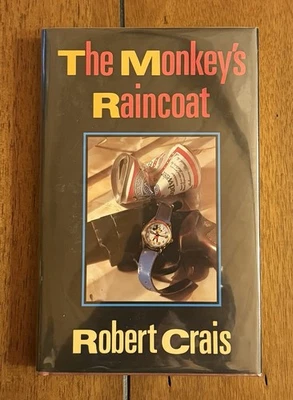 The Monkey's
Raincoat
Robert Crais